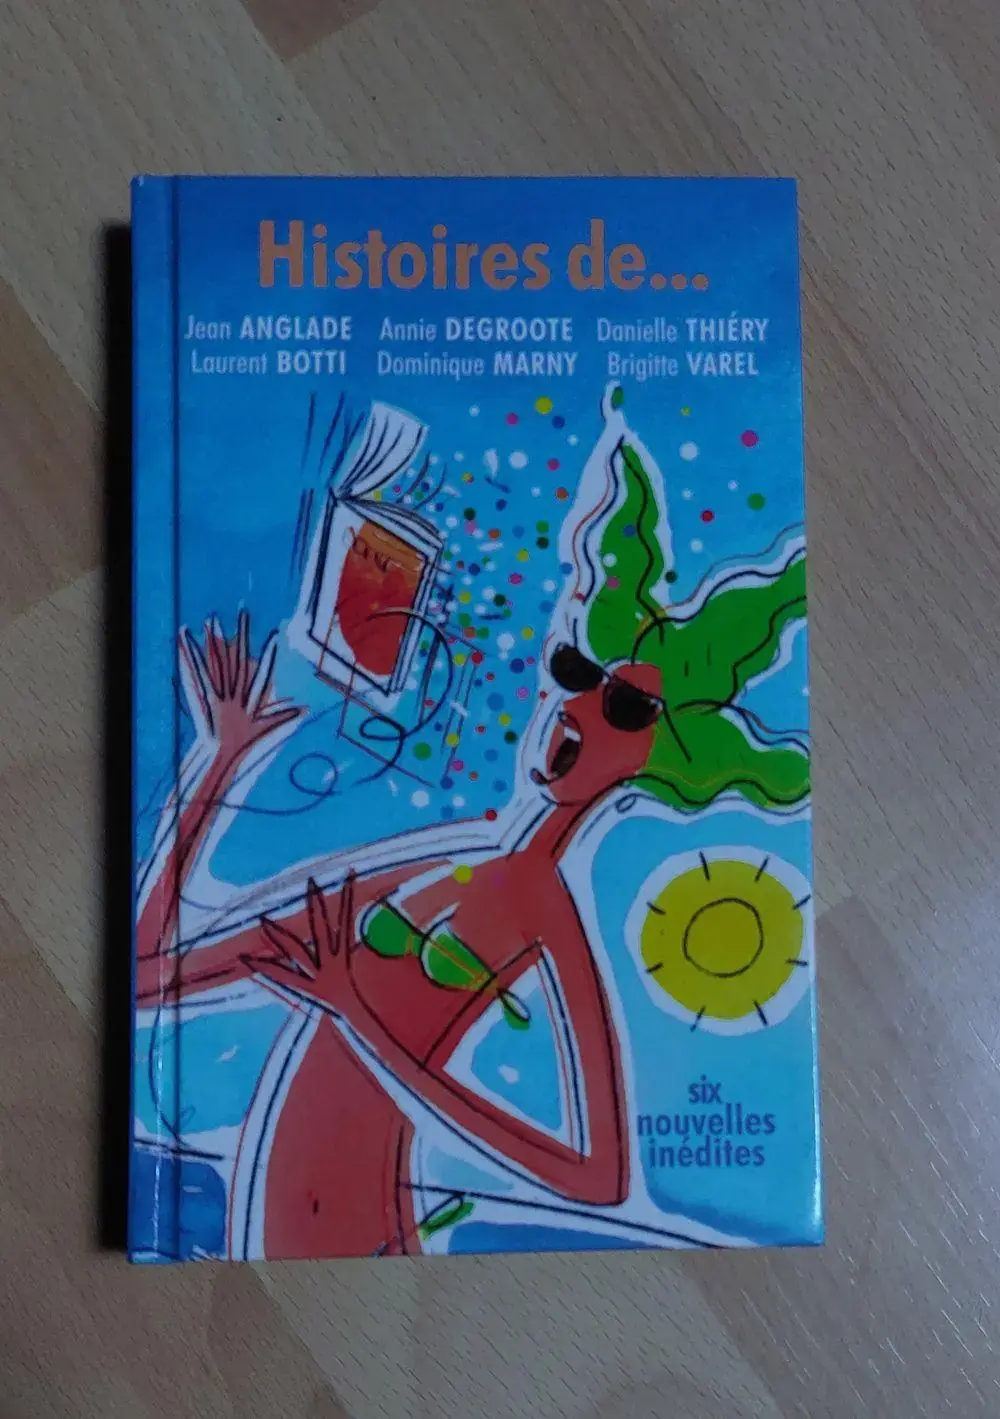 Histoires de...
Jean ANGLADE Annie DEGROOTE Danielle THIÉRY
Laurent BOTTI Dominique MARNY Brigitte VAREL
six
nouvelles
inédites